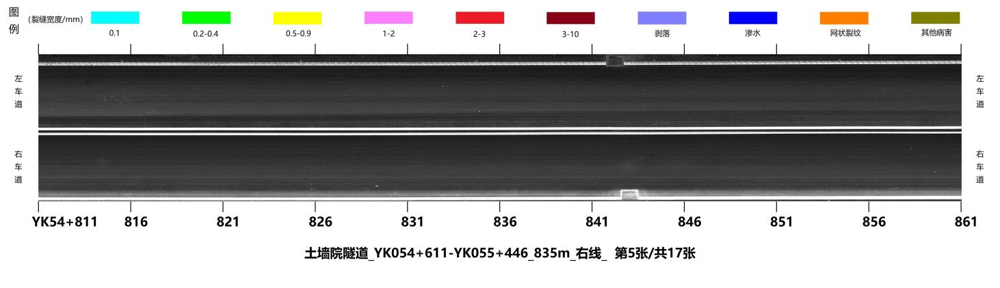 图例
(裂缝宽度/mm)
0.1 0.2-0.4 0.5-0.9 1-2 2-3 3-10 剥落 渗水 网状裂纹 其他病害
左车道 左车道
右车道 右车道
YK54+811 816 821 826 831 836 841 846 851 856 861
土墙院隧道_YK054+611-YK055+446_835m_右线_ 第5张/共17张